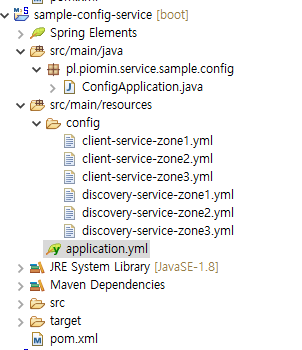 sample-config-service [boot]
Spring Elements
src/main/java
pl.piomin.service.sample.config
ConfigApplication.java
src/main/resources
config
client-service-zone1.yml
client-service-zone2.yml
client-service-zone3.yml
discovery-service-zone1.yml
discovery-service-zone2.yml
discovery-service-zone3.yml
application.yml
JRE System Library [JavaSE-1.8]
Maven Dependencies
src
target
pom.xml